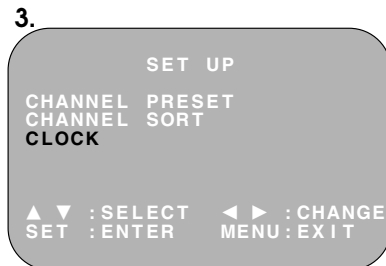 3.
SET UP
CHANNEL PRESET
CHANNEL SORT
CLOCK
▲ ▼ :SELECT ◄ ► :CHANGE
SET :ENTER MENU:EXIT